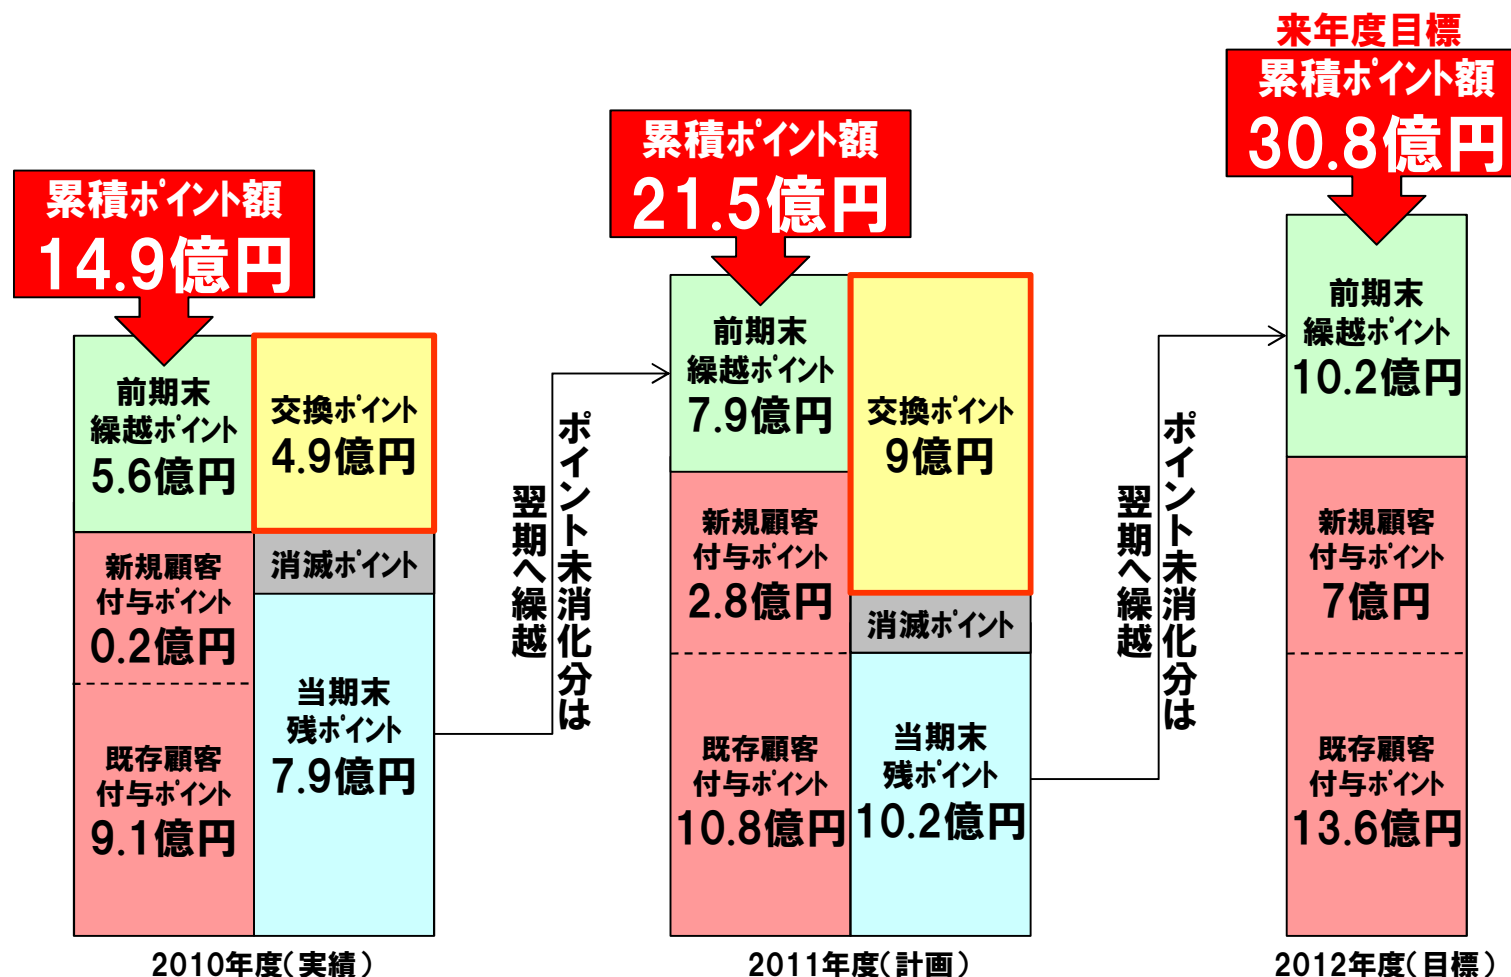 累積ポイント額
14.9億円
前期末
繰越ポイント
5.6億円
新規顧客
付与ポイント
0.2億円
既存顧客
付与ポイント
9.1億円
交換ポイント
4.9億円
消滅ポイント
当期末
残ポイント
7.9億円
2010年度(実績)
ポイント未消化分は
翌期へ繰越
累積ポイント額
21.5億円
前期末
繰越ポイント
7.9億円
新規顧客
付与ポイント
2.8億円
既存顧客
付与ポイント
10.8億円
交換ポイント
9億円
消滅ポイント
当期末
残ポイント
10.2億円
2011年度(計画)
ポイント未消化分は
翌期へ繰越
来年度目標
累積ポイント額
30.8億円
前期末
繰越ポイント
10.2億円
新規顧客
付与ポイント
7億円
既存顧客
付与ポイント
13.6億円
2012年度(目標)